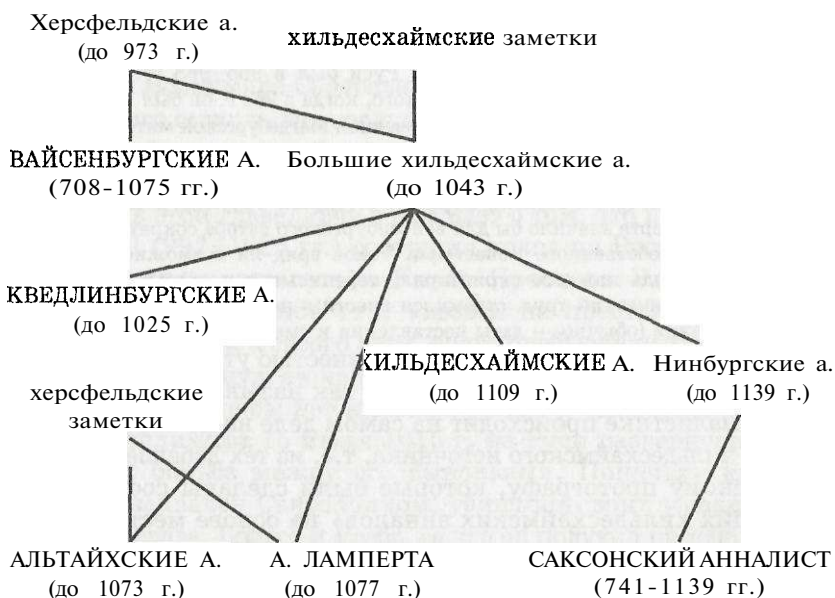 Херсфельдские а.
(до 973 г.)
хильдесхаймские заметки
ВАЙСЕНБУРГСКИЕ А.
(708-1075 гг.)
Большие хильдесхаймские а.
(до 1043 г.)
КВЕДЛИНБУРГСКИЕ А.
(до 1025 г.)
ХИЛЬДЕСХАЙМСКИЕ А.
(до 1109 г.)
Нинбургские а.
(до 1139 г.)
херсфельдские
заметки
АЛЬТАЙХСКИЕ А.
(до 1073 г.)
А. ЛАМПЕРТА
(до 1077 г.)
САКСОНСКИЙ АННАЛИСТ
(741-1139 гг.)